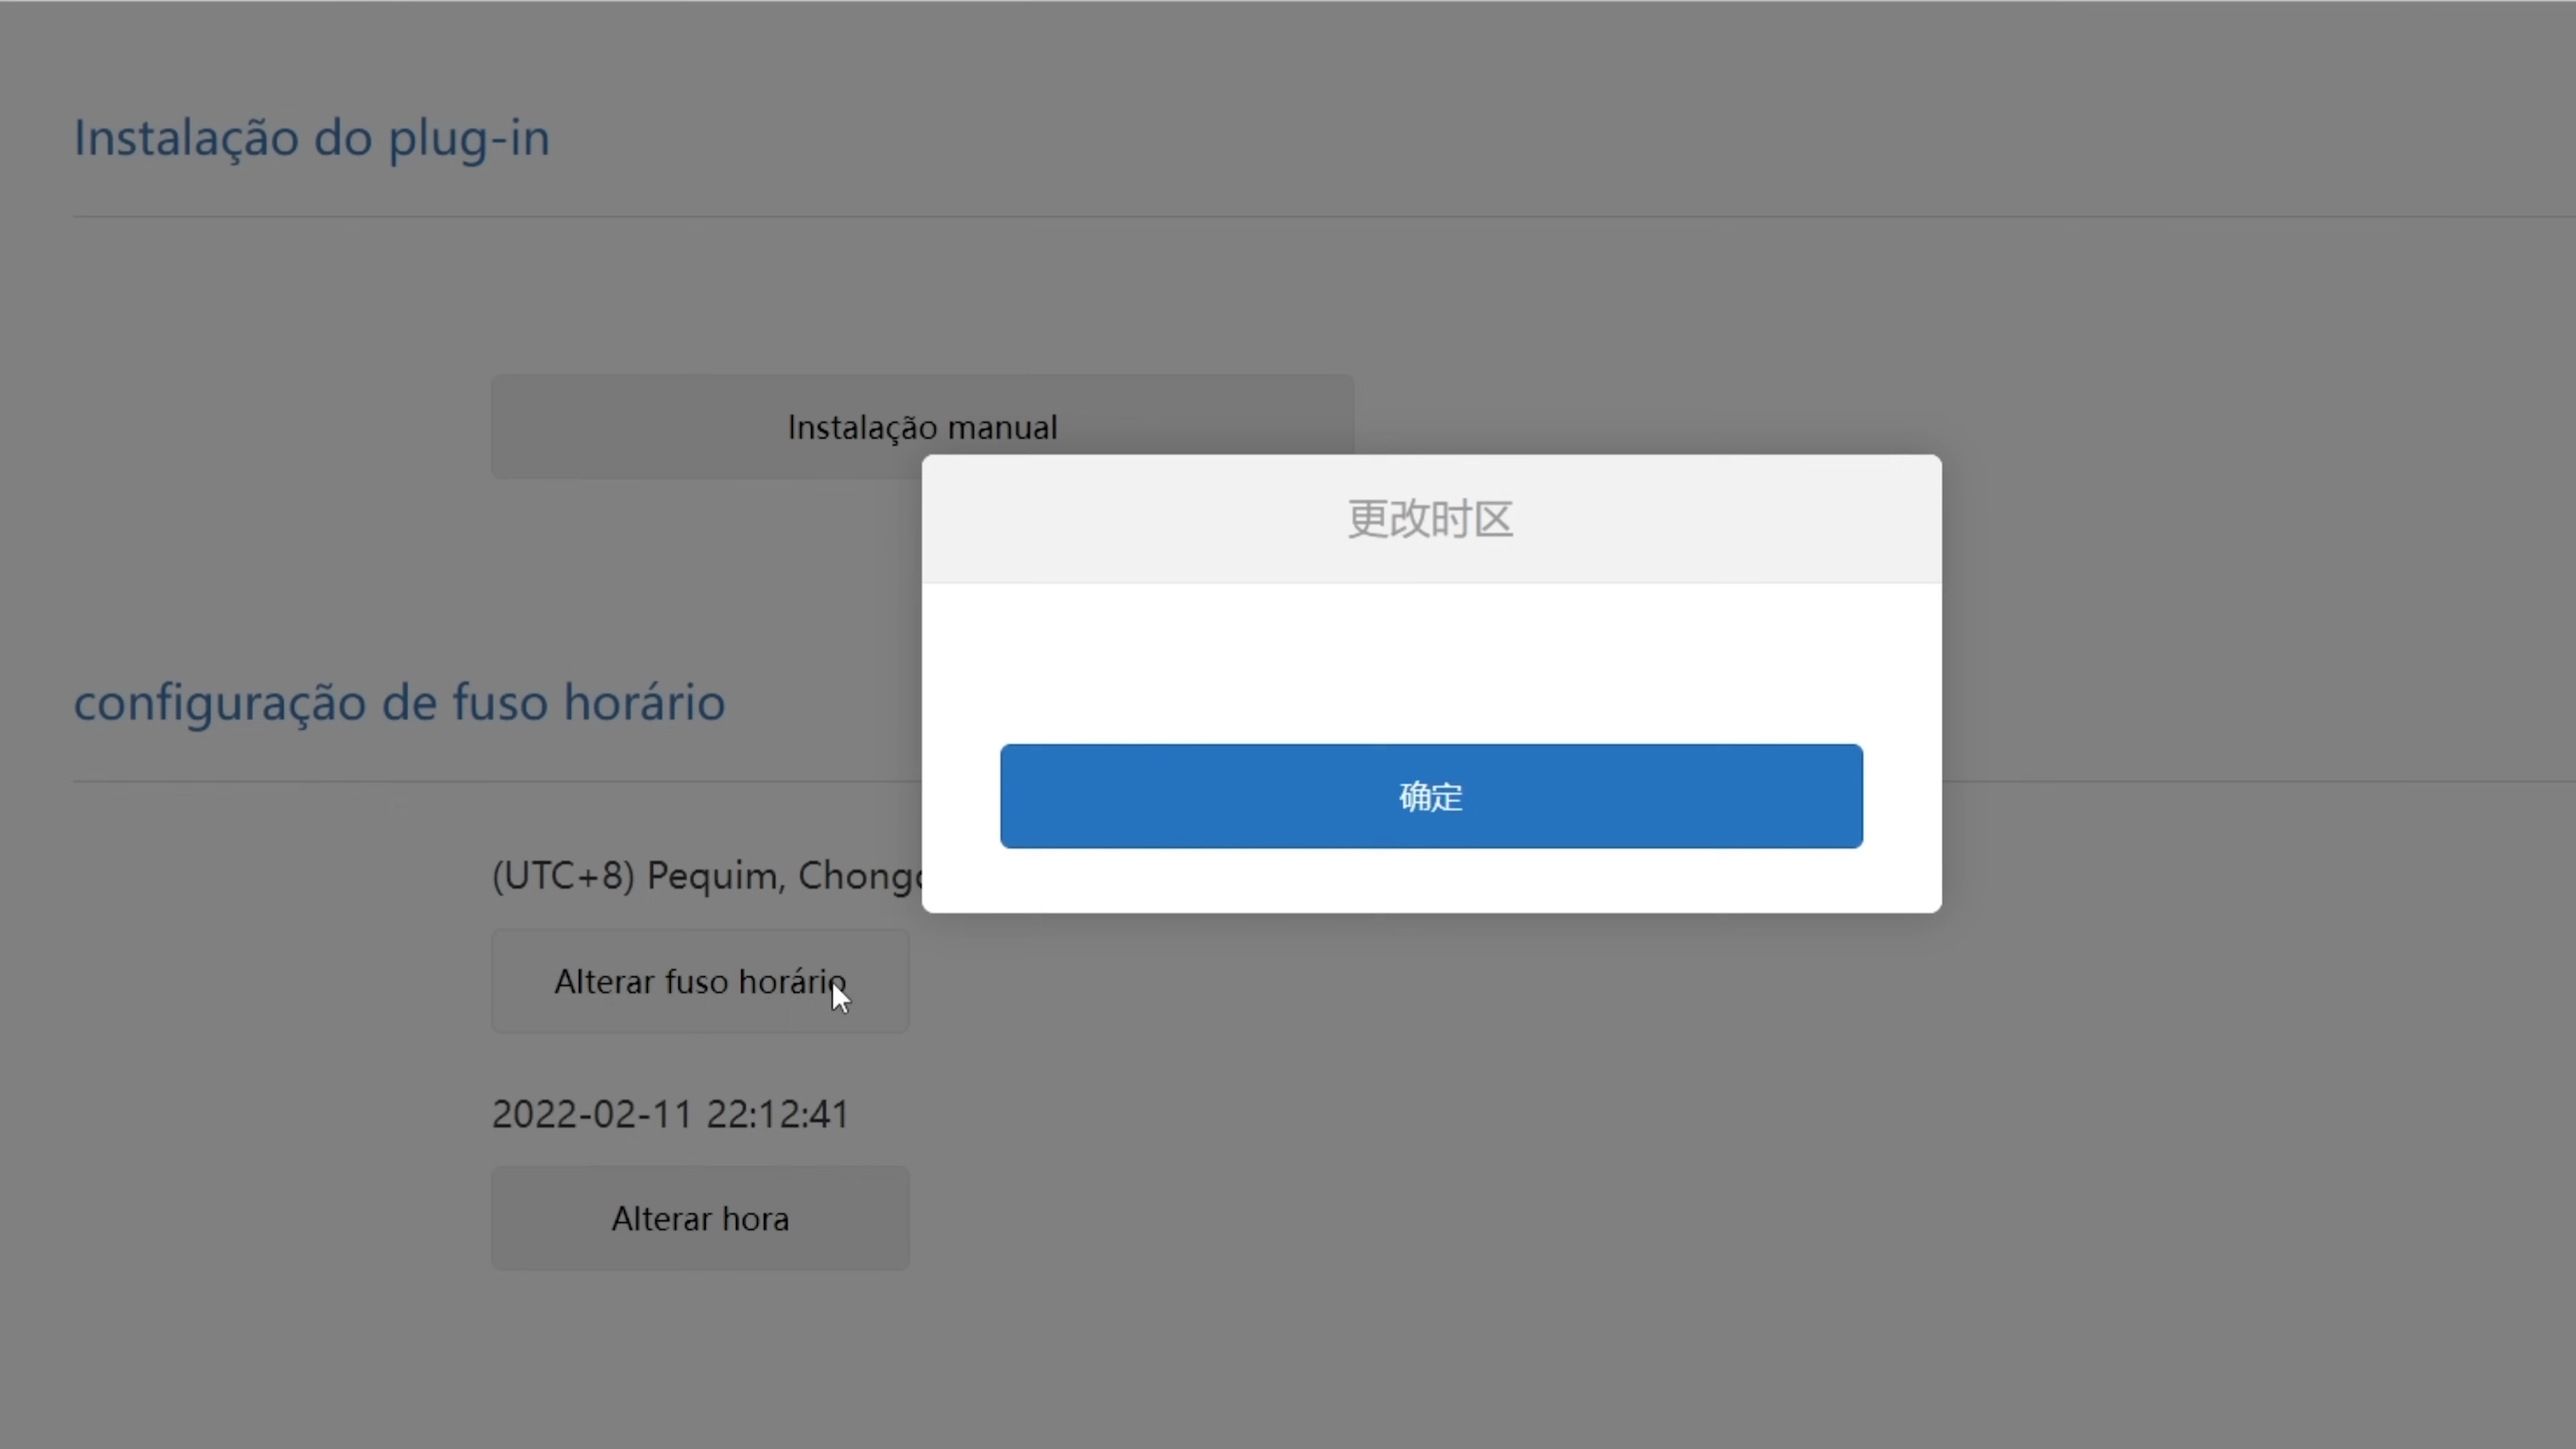 Instalação do plug-in
Instalação manual
更改时区
configuração de fuso horário
确定
(UTC+8) Pequim,
Alterar fuso horário
2022-02-11 22:12:41
Alterar hora